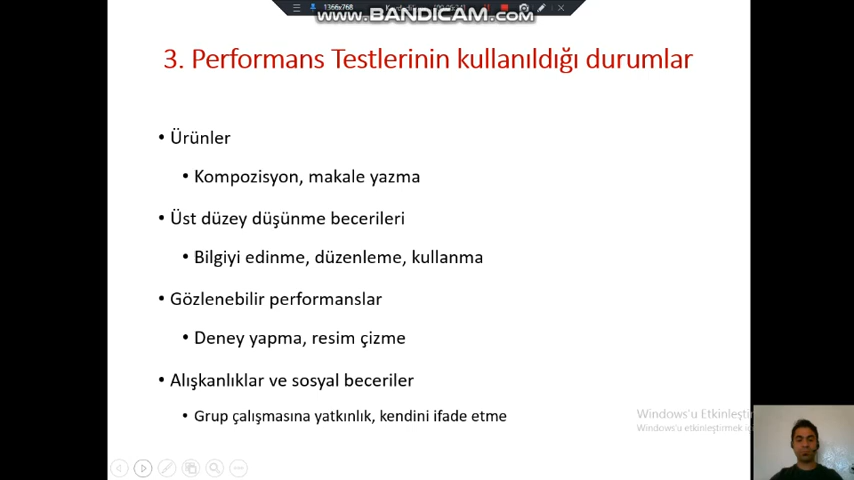 1366x768
www.BANDICAM.com
3. Performans Testlerinin kullanıldığı durumlar
• Ürünler
• Kompozisyon, makale yazma
• Üst düzey düşünme becerileri
• Bilgiyi edinme, düzenleme, kullanma
• Gözlenebilir performanslar
• Deney yapma, resim çizme
• Alışkanlıklar ve sosyal beceriler
• Grup çalışmasına yatkınlık, kendini ifade etme
Windows'u Etkinleştir
Windows'u etkinleştirmek